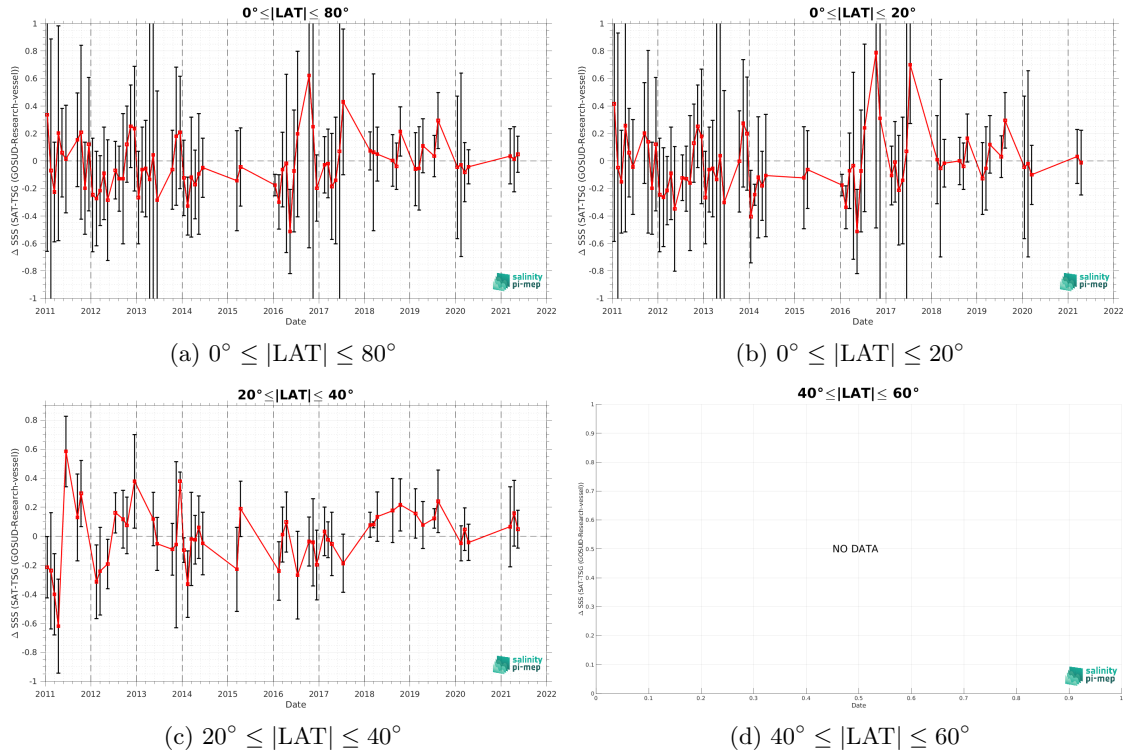 0°≤|LAT|≤ 80°
Δ SSS (SAT-TSG (GOSUD-Research-vessel))
1
0.8
0.6
0.4
0.2
0
-0.2
-0.4
-0.6
-0.8
-1
2011 2012 2013 2014 2015 2016 2017 2018 2019 2020 2021 2022
Date
salinity
pi-mep
(a) 0° ≤ |LAT| ≤ 80°
0°≤|LAT|≤ 20°
Δ SSS (SAT-TSG (GOSUD-Research-vessel))
1
0.8
0.6
0.4
0.2
0
-0.2
-0.4
-0.6
-0.8
-1
2011 2012 2013 2014 2015 2016 2017 2018 2019 2020 2021 2022
Date
salinity
pi-mep
(b) 0° ≤ |LAT| ≤ 20°
20°≤|LAT|≤ 40°
Δ SSS (SAT-TSG (GOSUD-Research-vessel))
0.8
0.6
0.4
0.2
0
-0.2
-0.4
-0.6
-0.8
-1
2011 2012 2013 2014 2015 2016 2017 2018 2019 2020 2021 2022
Date
salinity
pi-mep
(c) 20° ≤ |LAT| ≤ 40°
40°≤|LAT|≤ 60°
Δ SSS (SAT-TSG (GOSUD-Research-vessel))
1
0.9
0.8
0.7
0.6
0.5
0.4
0.3
0.2
0.1
0
NO DATA
0 0.1 0.2 0.3 0.4 0.5 0.6 0.7 0.8 0.9 1
Date
salinity
pi-mep
(d) 40° ≤ |LAT| ≤ 60°